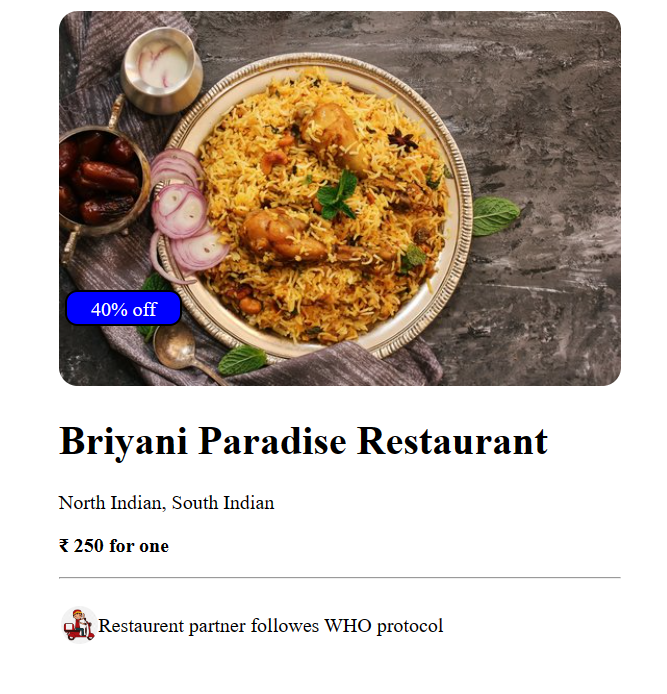 40% off
Briyani Paradise Restaurant
North Indian, South Indian
₹ 250 for one
Restaurent partner followes WHO protocol